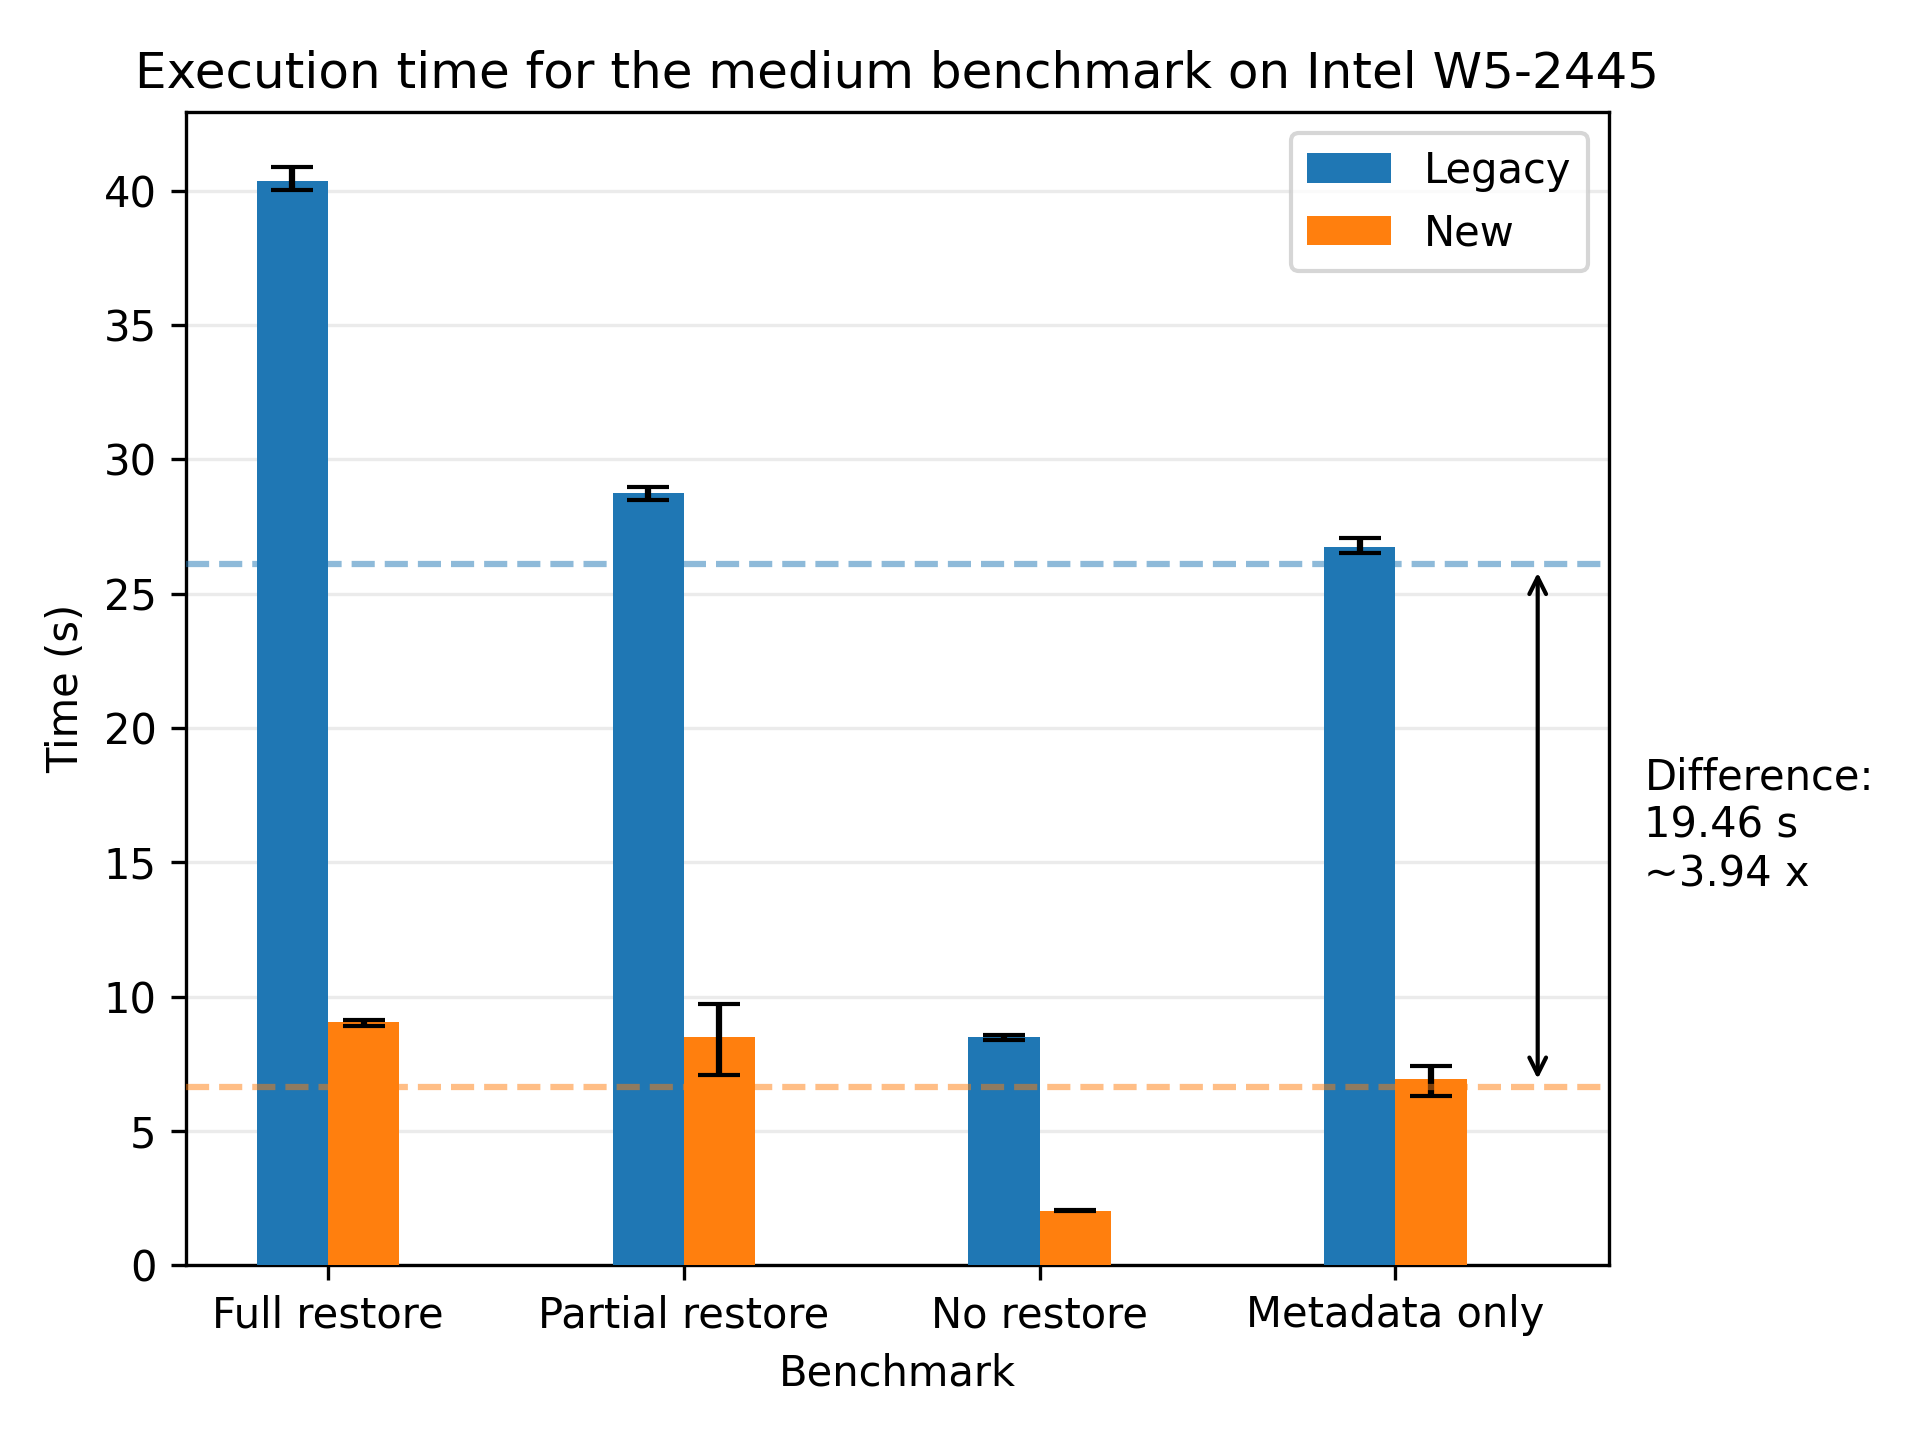 Execution time for the medium benchmark on Intel W5-2445
Legacy
New
40
35
30
25
20
15
10
5
0
Time (s)
Difference:
19.46 s
~3.94 x
Full restore
Partial restore
No restore
Metadata only
Benchmark